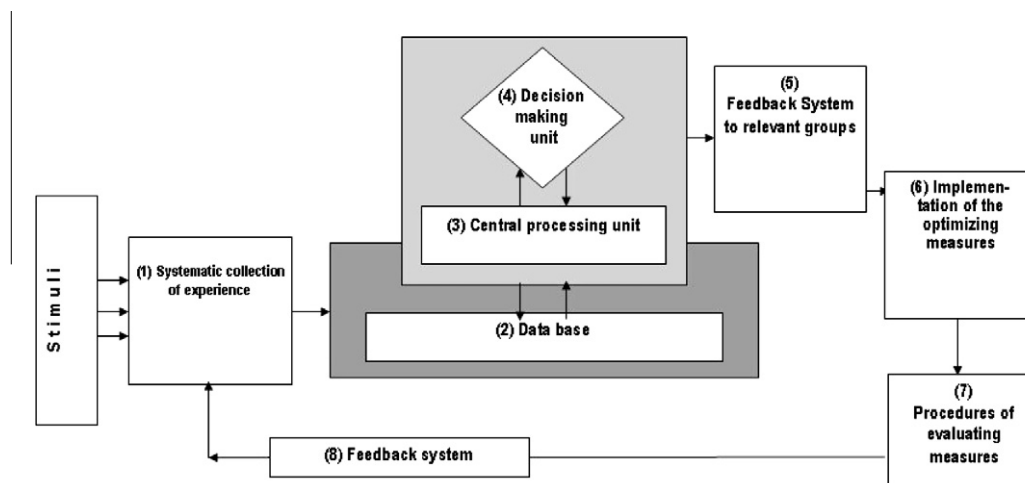 Stimuli
(1) Systematic collection
of experience
(4) Decision
making
unit
(3) Central processing unit
(2) Data base
(5)
Feedback System
to relevant groups
(6) Implemen-
tation of the
optimizing
measures
(7)
Procedures of
evaluating
measures
(8) Feedback system